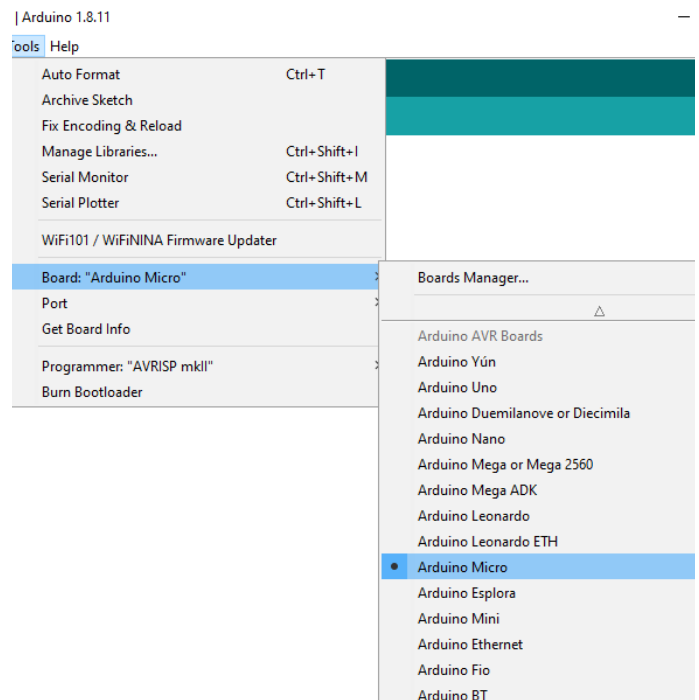 | Arduino 1.8.11
Tools Help
Auto Format Ctrl+T
Archive Sketch
Fix Encoding & Reload
Manage Libraries... Ctrl+Shift+I
Serial Monitor Ctrl+Shift+M
Serial Plotter Ctrl+Shift+L
WiFi101 / WiFiNINA Firmware Updater
Board: "Arduino Micro"
Port
Get Board Info
Programmer: "AVRISP mkII"
Burn Bootloader
Boards Manager...
Arduino AVR Boards
Arduino Yún
Arduino Uno
Arduino Duemilanove or Diecimila
Arduino Nano
Arduino Mega or Mega 2560
Arduino Mega ADK
Arduino Leonardo
Arduino Leonardo ETH
Arduino Micro
Arduino Esplora
Arduino Mini
Arduino Ethernet
Arduino Fio
Arduino BT